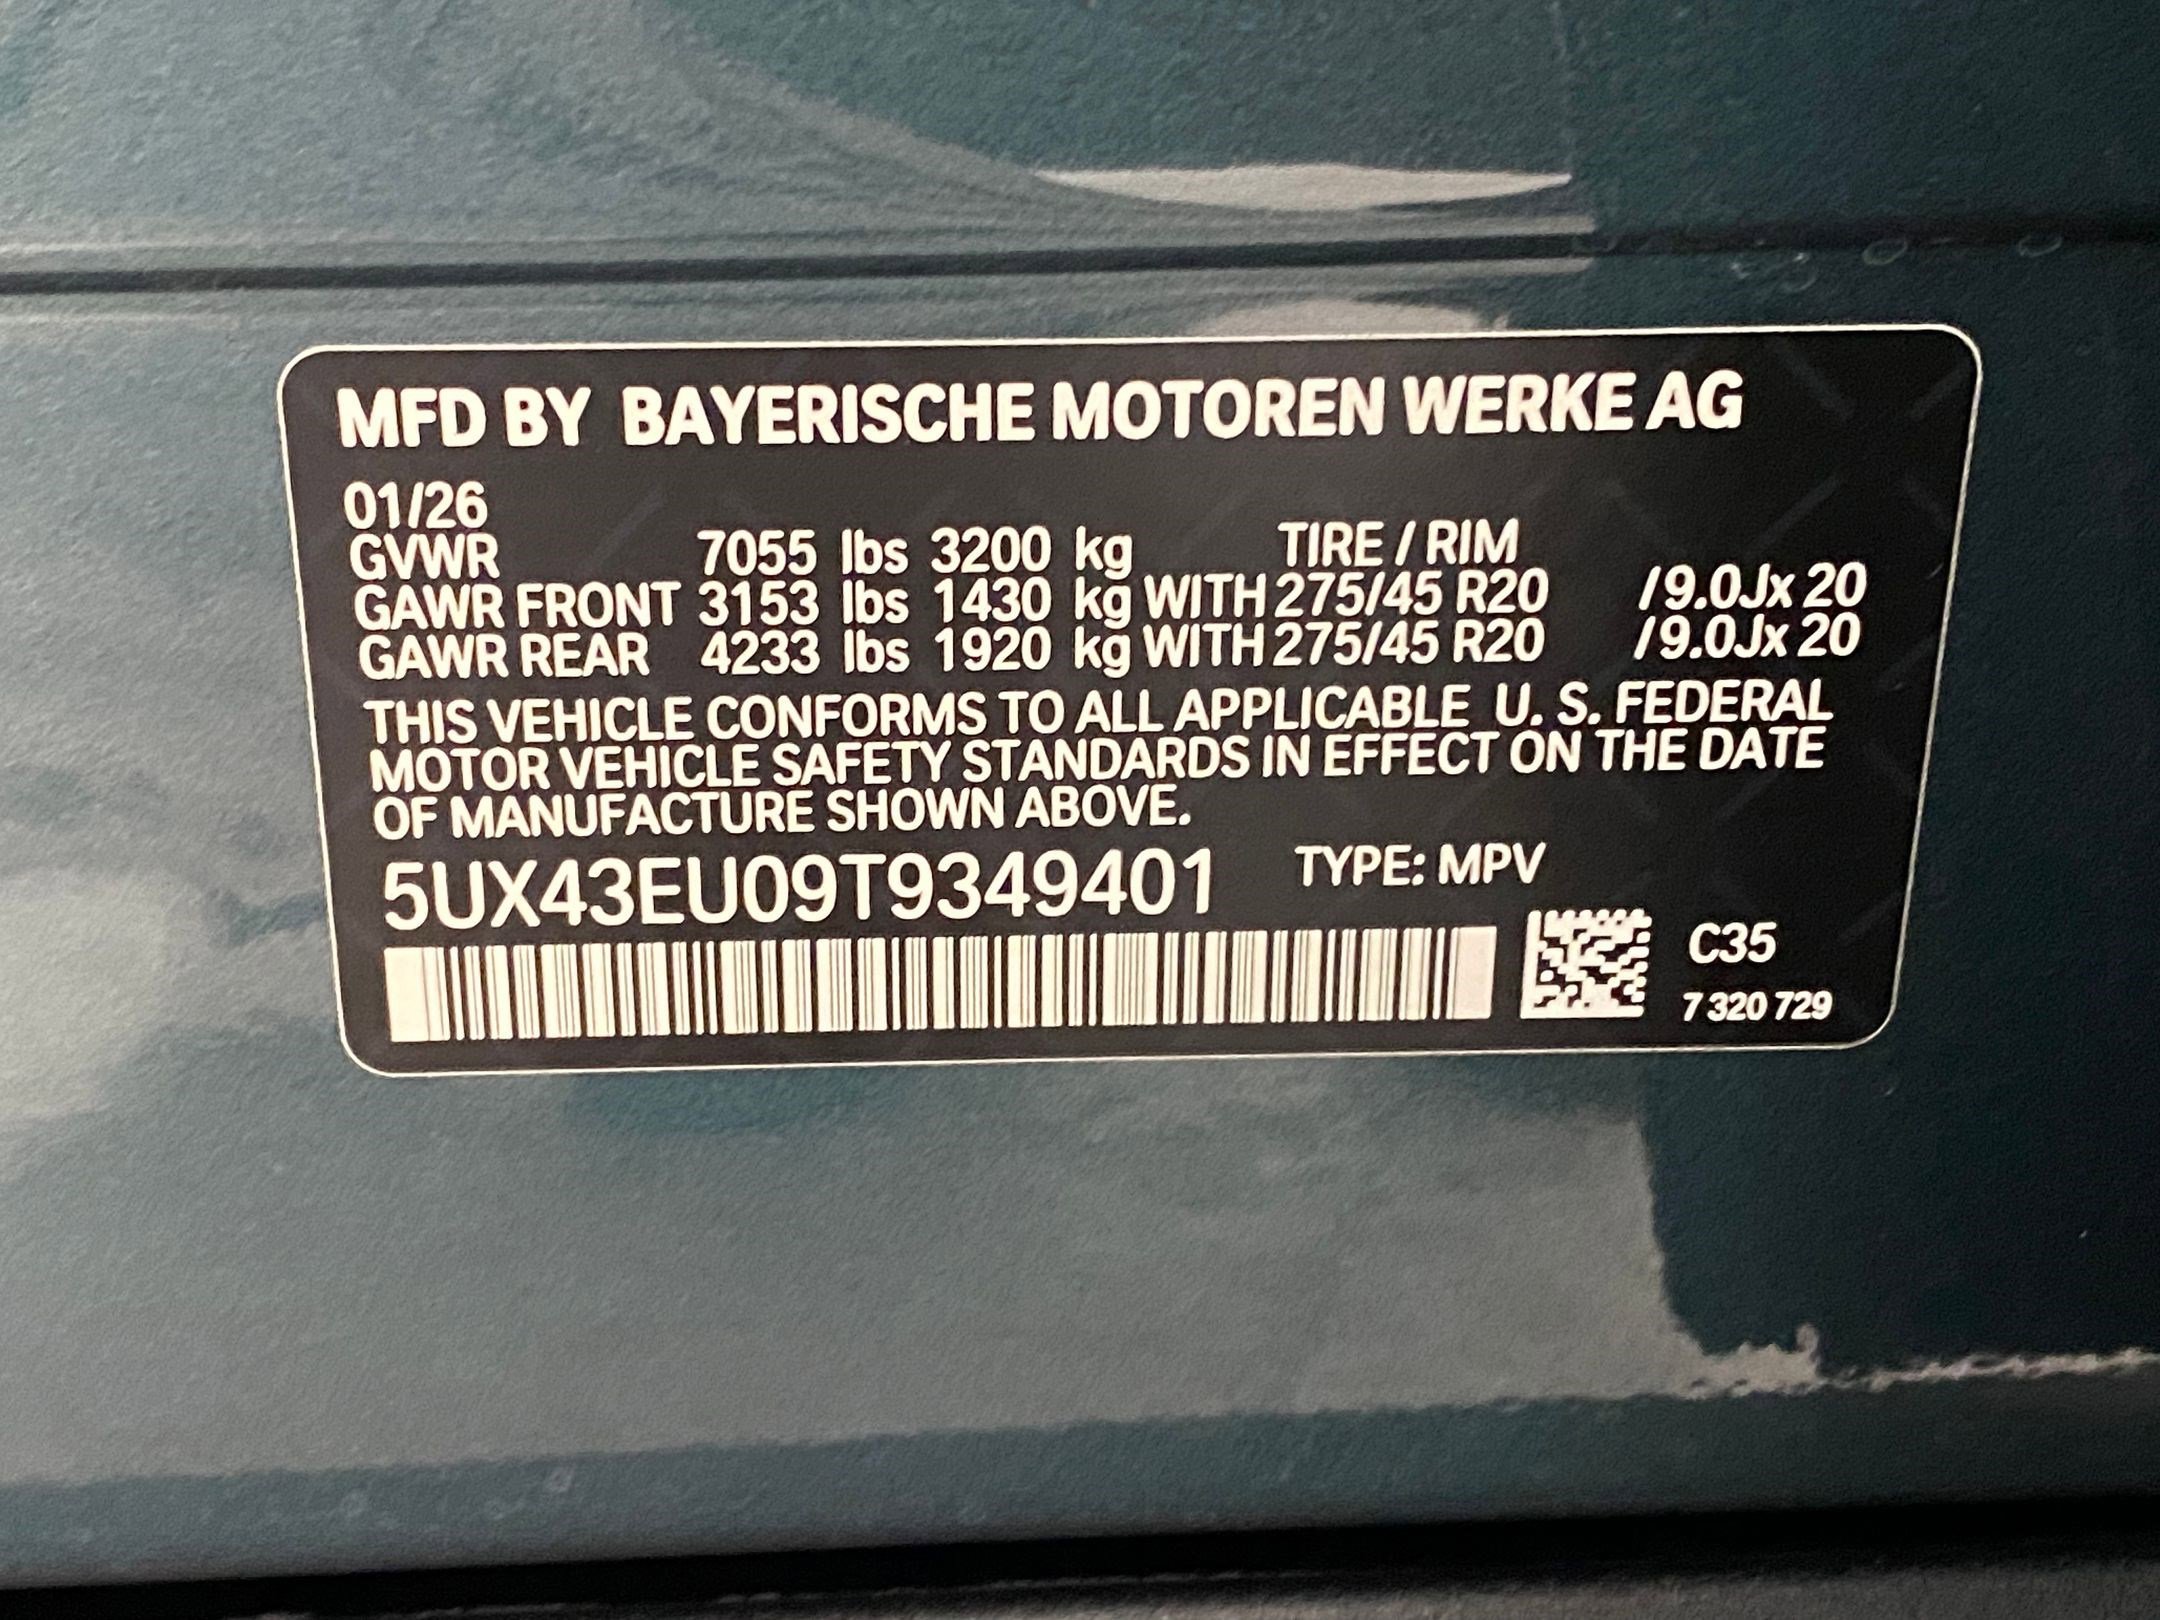 MFD BY BAYERISCHE MOTOREN WERKE AG
01/26
GVWR 7055 lbs 3200 kg TIRE / RIM
GAWR FRONT 3153 lbs 1430 kg WITH 275/45 R20 /9.0Jx 20
GAWR REAR 4233 lbs 1920 kg WITH 275/45 R20 /9.0Jx 20
THIS VEHICLE CONFORMS TO ALL APPLICABLE U. S. FEDERAL
MOTOR VEHICLE SAFETY STANDARDS IN EFFECT ON THE DATE
OF MANUFACTURE SHOWN ABOVE.
5UX43EU09T9349401 TYPE: MPV
C35
7 320 729